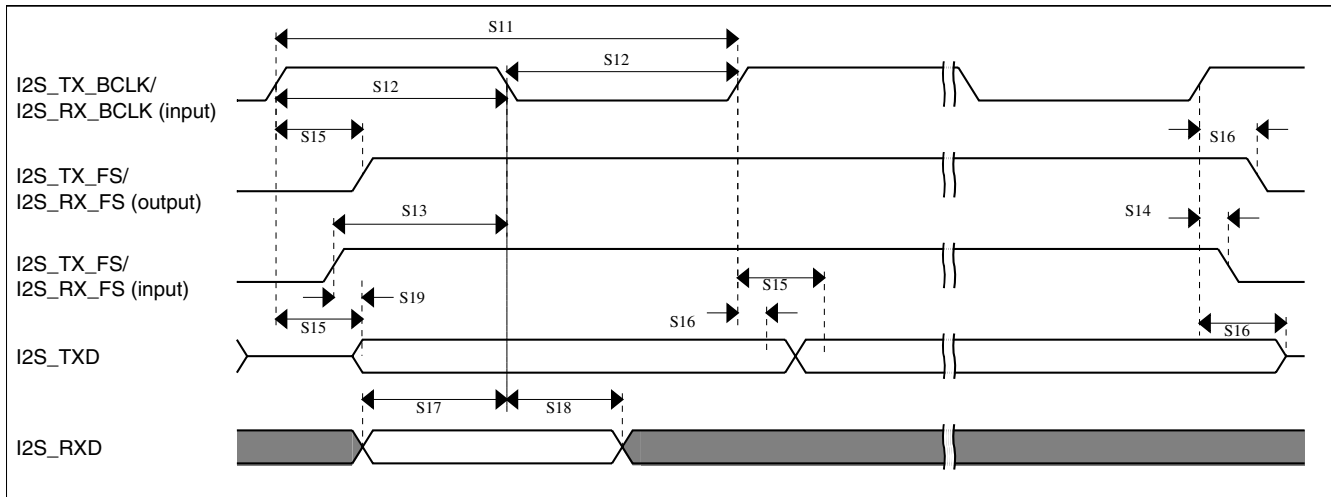 S11
S12
I2S_TX_BCLK/
I2S_RX_BCLK (input)
S12
S15
S16
I2S_TX_FS/
I2S_RX_FS (output)
S13
S14
I2S_TX_FS/
I2S_RX_FS (input)
S15
S19
S15
S16
S16
I2S_TXD
S17
S18
I2S_RXD